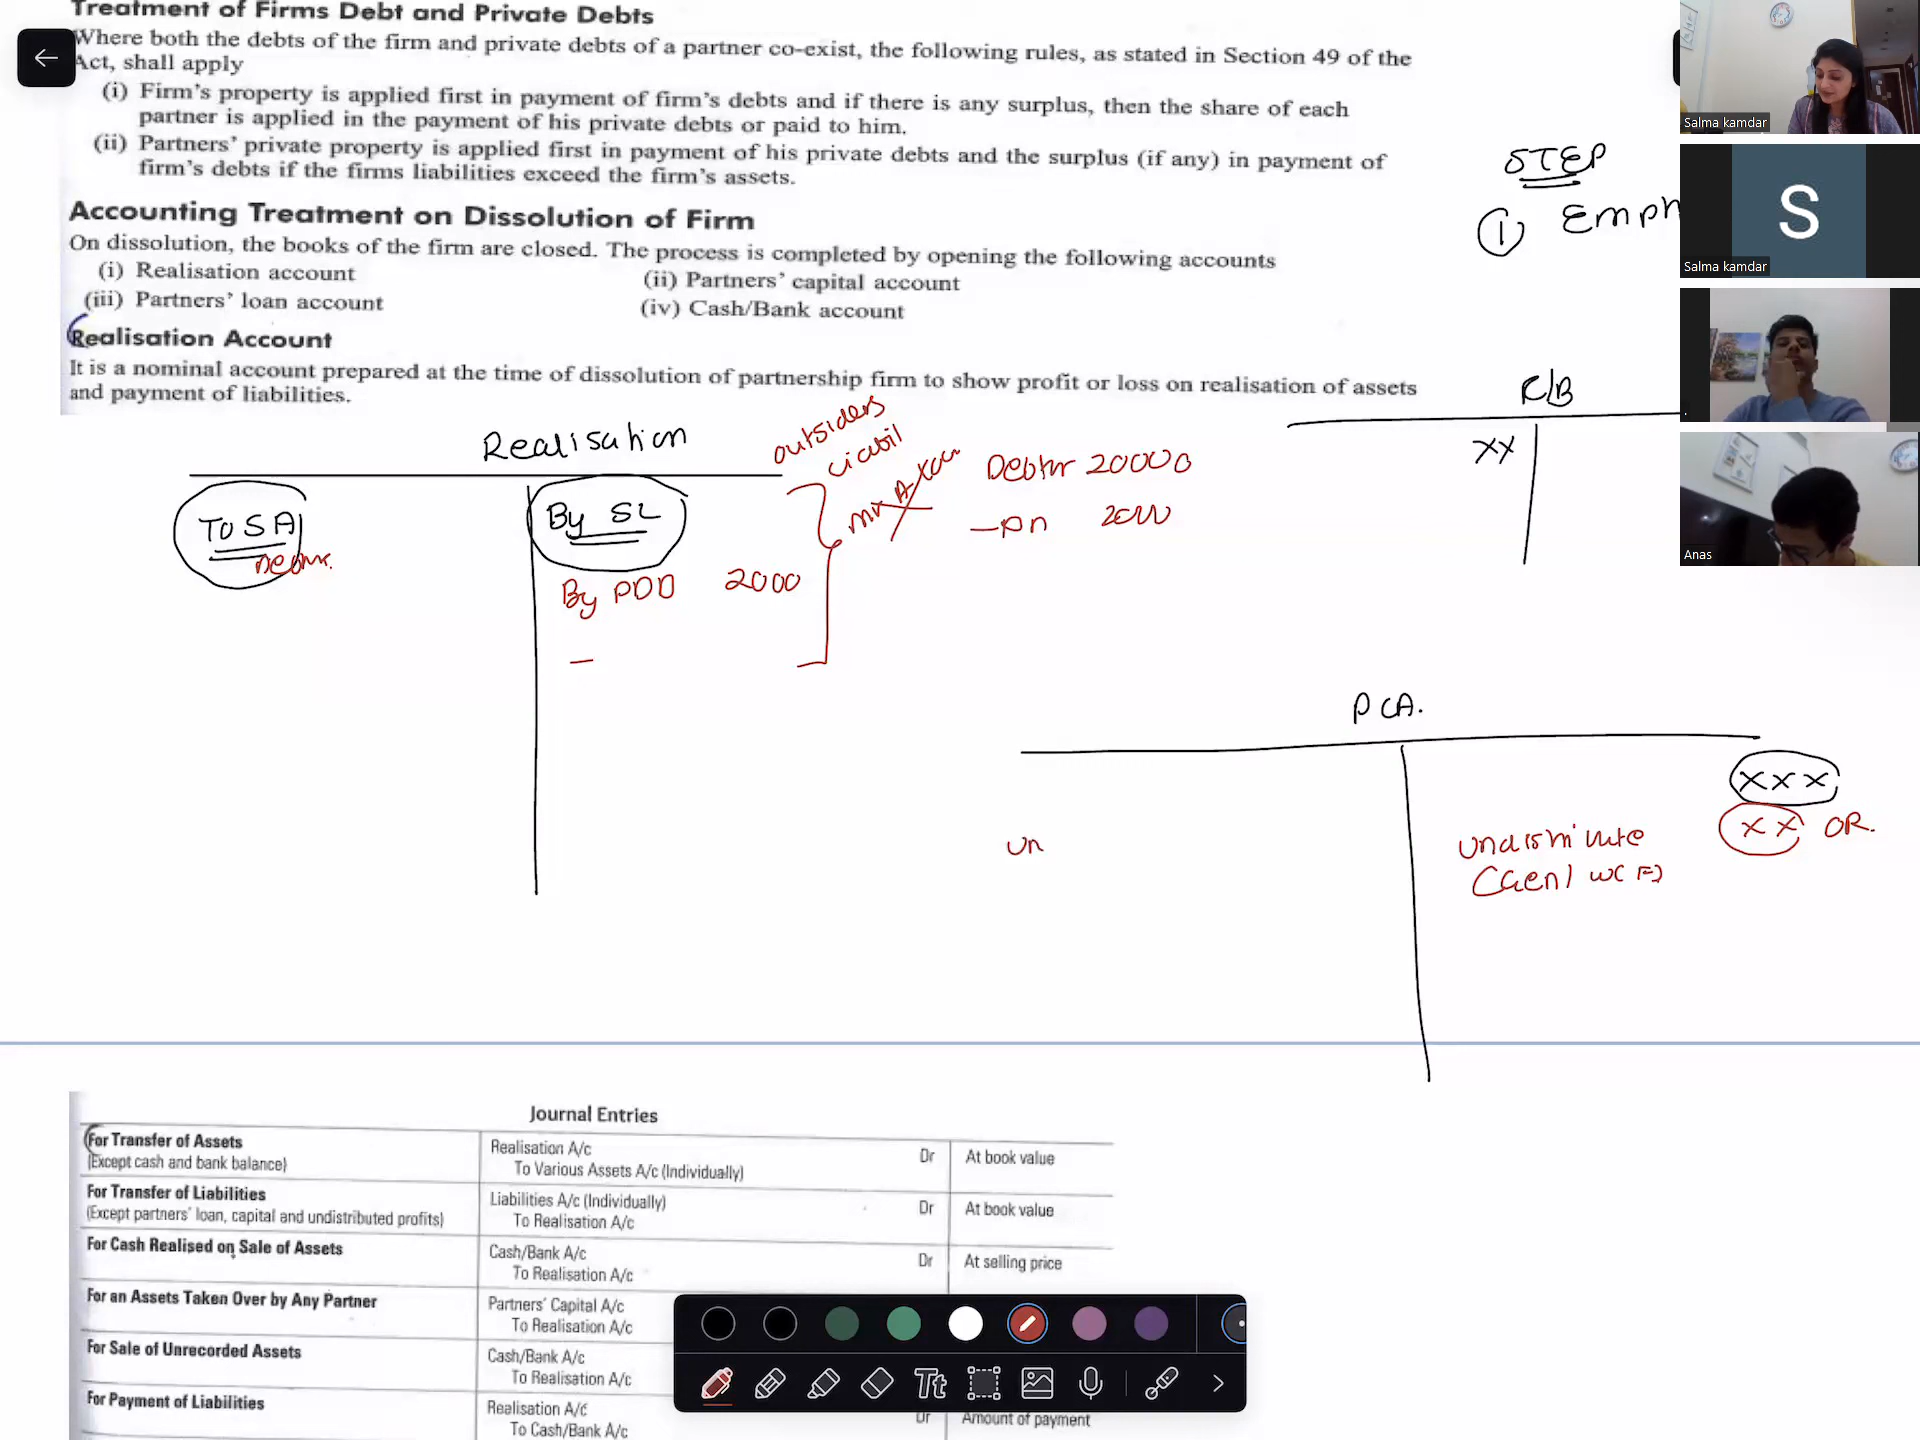 Treatment of Firms Debt and Private Debts
Where both the debts of the firm and private debts of a partner co-exist, the following rules, as stated in Section 49 of the
Act, shall apply
(i) Firm's property is applied first in payment of firm's debts and if there is any surplus, then the share of each
partner is applied in the payment of his private debts or paid to him.
(ii) Partners' private property is applied first in payment of his private debts and the surplus (if any) in payment of
firm's debts if the firms liabilities exceed the firm's assets.
Accounting Treatment on Dissolution of Firm
On dissolution, the books of the firm are closed. The process is completed by opening the following accounts
(i) Realisation account
(ii) Partners' capital account
(iii) Partners' loan account
(iv) Cash/Bank account
Realisation Account
It is a nominal account prepared at the time of dissolution of partnership firm to show profit or loss on realisation of assets
and payment of liabilities.
STEP
① Emph
Salma kamdar
S
Salma kamdar
Anas
Realisation
outsiders
To SA
By SL
Debtor 20000
2000
By PDD 2000
C/B
XX
PCA.
XXX
XX OR.
un
Journal Entries
For Transfer of Assets
(Except cash and bank balance)
Realisation A/c Dr
To Various Assets A/c (Individually)
At book value
For Transfer of Liabilities
(Except partners' loan, capital and undistributed profits)
Liabilities A/c (Individually) Dr
To Realisation A/c
At book value
For Cash Realised on Sale of Assets
Cash/Bank A/c Dr
To Realisation A/c
At selling price
For an Assets Taken Over by Any Partner
Partners' Capital A/c
To Realisation A/c
For Sale of Unrecorded Assets
Cash/Bank A/c
To Realisation A/c
For Payment of Liabilities
Realisation A/c Dr
To Cash/Bank A/c
Amount of payment
Tt